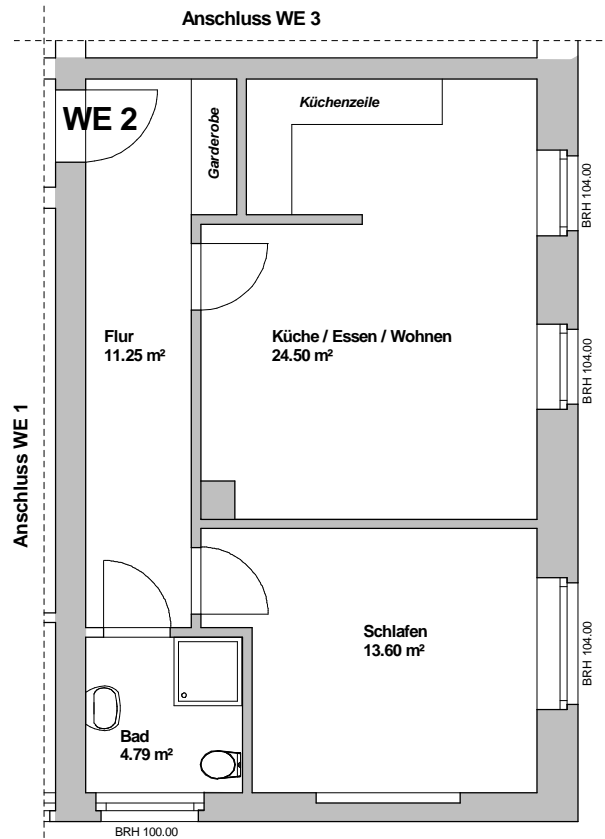 Anschluss WE 3
WE 2
Garderobe
Küchenzeile
BRH 104.00
Flur
11.25 m²
Küche / Essen / Wohnen
24.50 m²
BRH 104.00
Anschluss WE 1
Schlafen
13.60 m²
BRH 104.00
Bad
4.79 m²
BRH 100.00